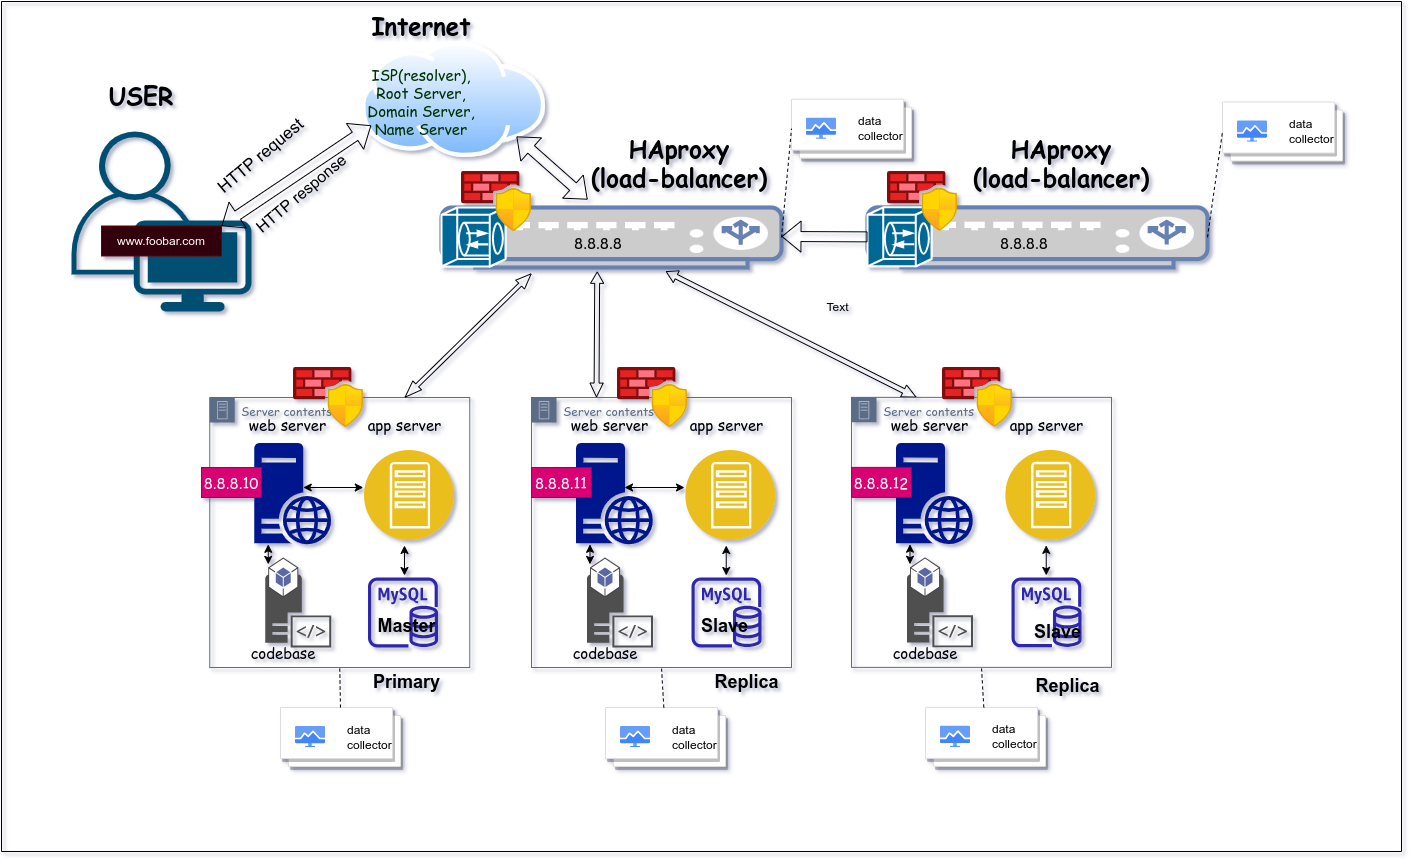 Internet
ISP(resolver),
Root Server,
Domain Server,
Name Server
USER
HTTP request
HTTP response
www.foobar.com
HAproxy
(load-balancer)
8.8.8.8
data
collector
HAproxy
(load-balancer)
8.8.8.8
data
collector
Text
Server contents
web server
app server
8.8.8.10
MySQL
Master
</>
codebase
Primary
data
collector
Server contents
web server
app server
8.8.8.11
MySQL
Slave
</>
codebase
Replica
data
collector
Server contents
web server
app server
8.8.8.12
MySQL
Slave
</>
codebase
Replica
data
collector